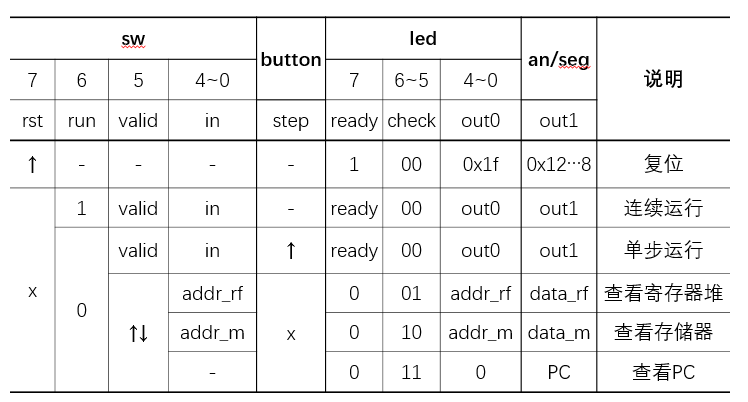 sw button led an/seg 说明
7 6 5 4~0 7 6~5 4~0
rst run valid in step ready check out0 out1
↑ - - - - 1 00 0x1f 0x12…8 复位
x 1 valid in - ready 00 out0 out1 连续运行
0 valid in ↑ ready 00 out0 out1 单步运行
↑↓ addr_rf x 0 01 addr_rf data_rf 查看寄存器堆
addr_m 0 10 addr_m data_m 查看存储器
- 0 11 0 PC 查看PC